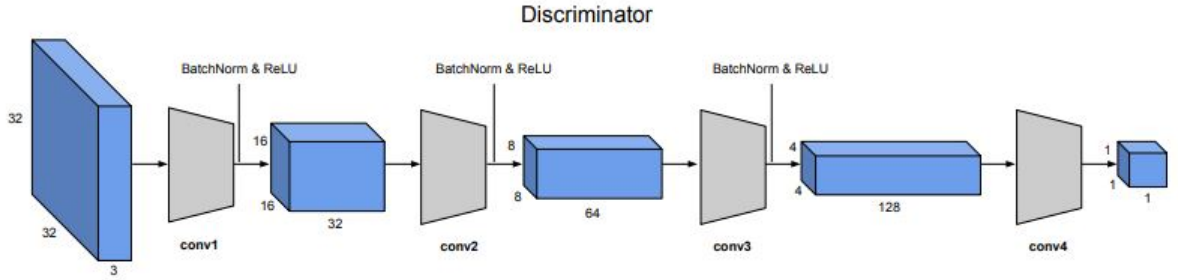 Discriminator
BatchNorm & ReLU
BatchNorm & ReLU
BatchNorm & ReLU
32
32
3
16
16
32
8
8
64
4
4
128
1
1
1
conv1
conv2
conv3
conv4